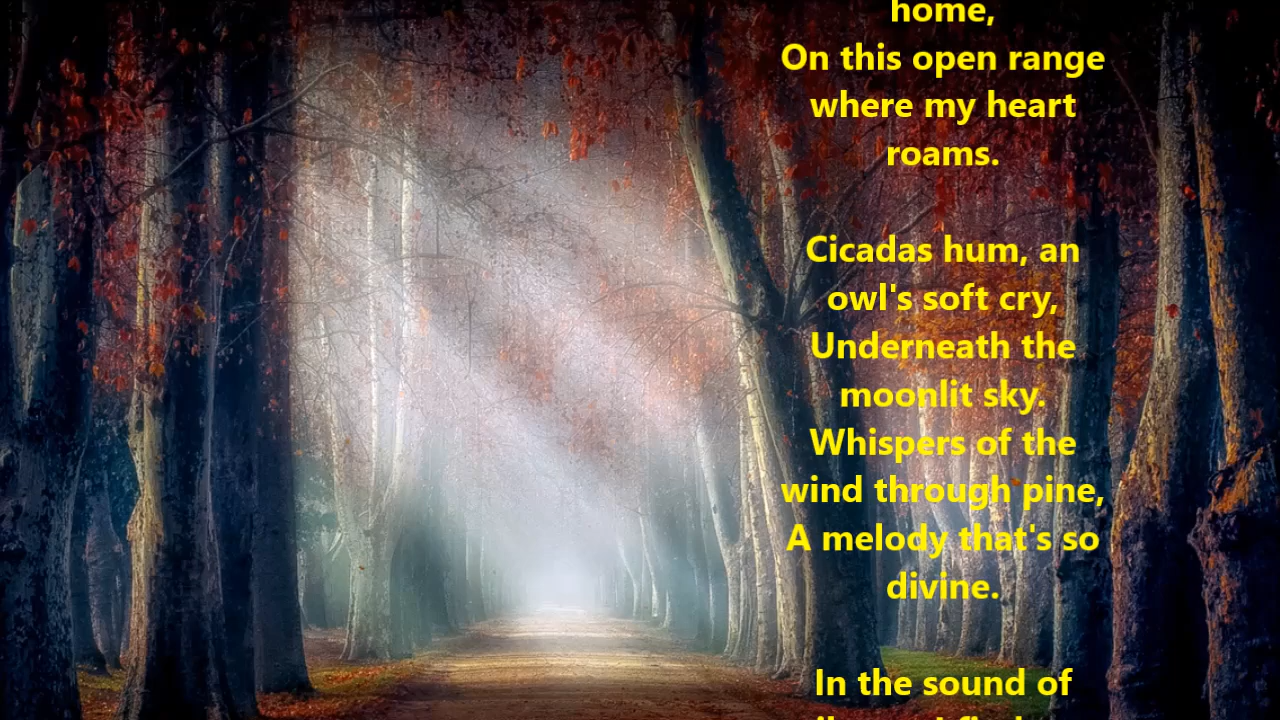 home,
On this open range
where my heart
roams.
Cicadas hum, an
owl's soft cry,
Underneath the
moonlit sky.
Whispers of the
wind through pine,
A melody that's so
divine.
In the sound of